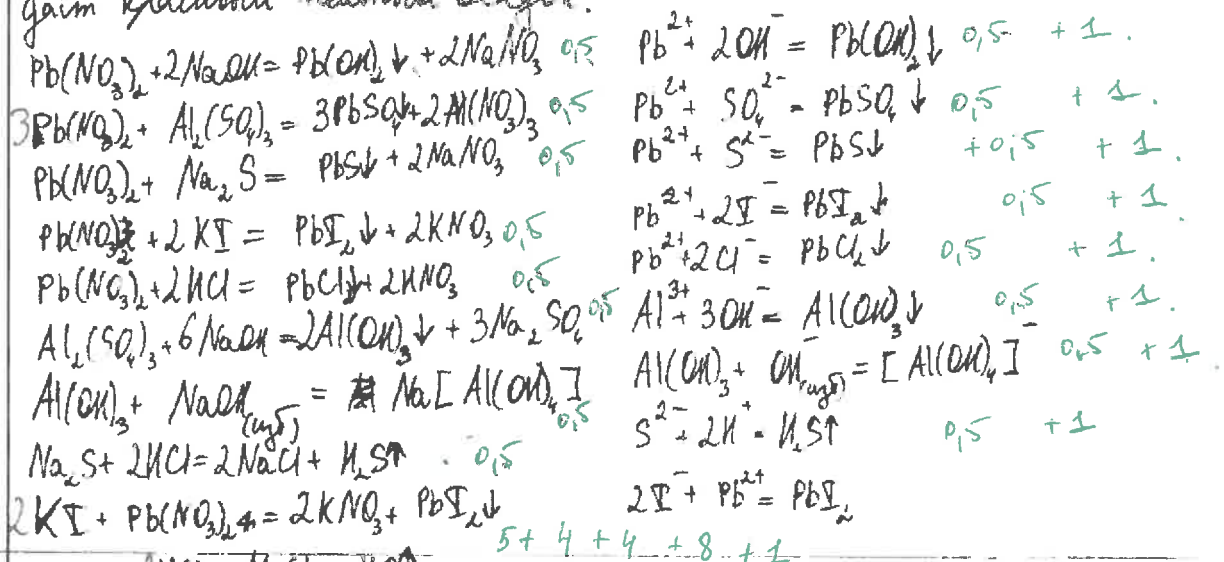 даст красивый
Pb(NO₃)₂ + 2NaOH = Pb(OH)₂↓ + 2NaNO₃ 0,5 Pb²⁺ + 2OH⁻ = Pb(OH)₂↓ 0,5 + 1.
3Pb(NO₃)₂ + Al₂(SO₄)₃ = 3PbSO₄↓ + 2Al(NO₃)₃ 0,5 Pb²⁺ + SO₄²⁻ = PbSO₄↓ 0,5 + 1.
Pb(NO₃)₂ + Na₂S = PbS↓ + 2NaNO₃ 0,5 Pb²⁺ + S²⁻ = PbS↓ +0,5 + 1.
Pb(NO₃)₂ + 2KI = PbI₂↓ + 2KNO₃ 0,5 Pb²⁺ + 2I⁻ = PbI₂↓ 0,5 + 1.
Pb(NO₃)₂ + 2HCl = PbCl₂↓ + 2HNO₃ 0,5 Pb²⁺ + 2Cl⁻ = PbCl₂↓ 0,5 + 1.
Al₂(SO₄)₃ + 6NaOH = 2Al(OH)₃↓ + 3Na₂SO₄ 0,5 Al³⁺ + 3OH⁻ = Al(OH)₃↓ 0,5 + 1.
Al(OH)₃ + NaOH(изб) = Na[Al(OH)₄] 0,5 Al(OH)₃ + OH⁻(изб) = [Al(OH)₄]⁻ 0,5 + 1
Na₂S + 2HCl = 2NaCl + H₂S↑ . 0,5 S²⁻ + 2H⁺ = H₂S↑ 0,5 + 1
2KI + Pb(NO₃)₂ = 2KNO₃ + PbI₂↓ 2I⁻ + Pb²⁺ = PbI₂
5 + 4 + 4 + 8 + 1